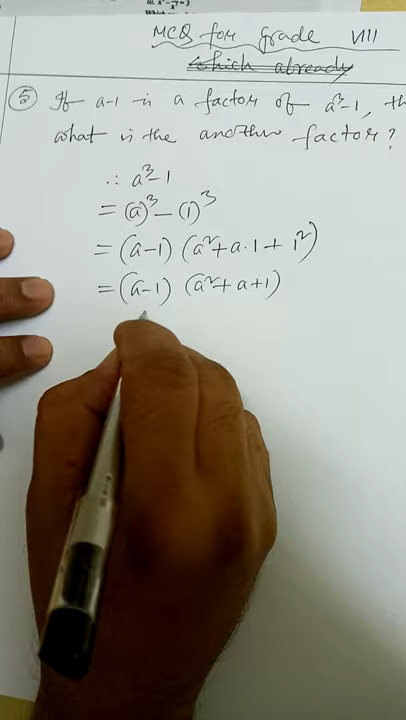 MCQ for grade VIII
which already
⑤ If a-1 is a factor of a³-1, th
what is the another factor?
∴ a³-1
= (a)³ - (1)³
= (a-1) (a²+a·1+1²)
= (a-1) (a²+a+1)